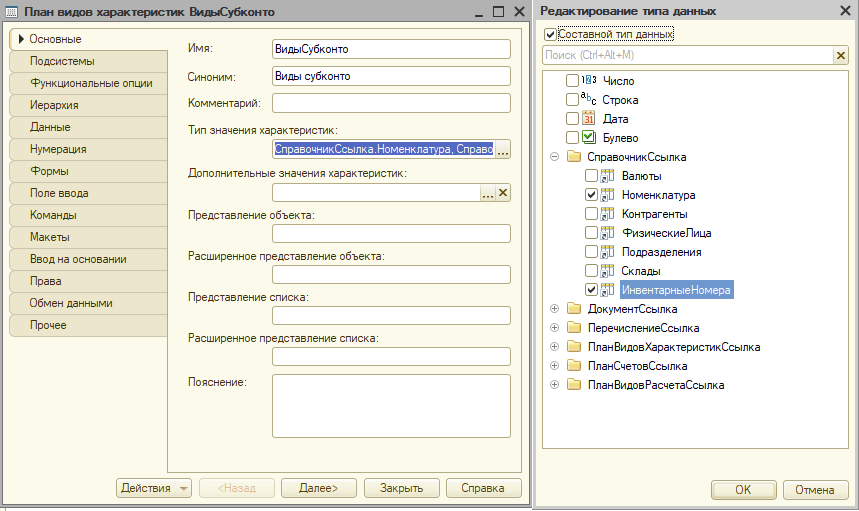 План видов характеристик ВидыСубконто
Основные
Подсистемы
Функциональные опции
Иерархия
Данные
Нумерация
Формы
Поле ввода
Команды
Макеты
Ввод на основании
Права
Обмен данными
Прочее
Имя:
ВидыСубконто
Синоним:
Виды субконто
Комментарий:
Тип значения характеристик:
СправочникСсылка.Номенклатура, Справо
...
Дополнительные значения характеристик:
...
Представление объекта:
Расширенное представление объекта:
Представление списка:
Расширенное представление списка:
Пояснение:
Действия
<Назад
Далее>
Закрыть
Справка
Редактирование типа данных
Составной тип данных
Поиск (Ctrl+Alt+M)
123 Число
abc Строка
31 Дата
Булево
СправочникСсылка
Валюты
Номенклатура
Контрагенты
ФизическиеЛица
Подразделения
Склады
ИнвентарныеНомера
ДокументСсылка
ПеречислениеСсылка
ПланВидовХарактеристикСсылка
ПланСчетовСсылка
ПланВидовРасчетаСсылка
OK
Отмена